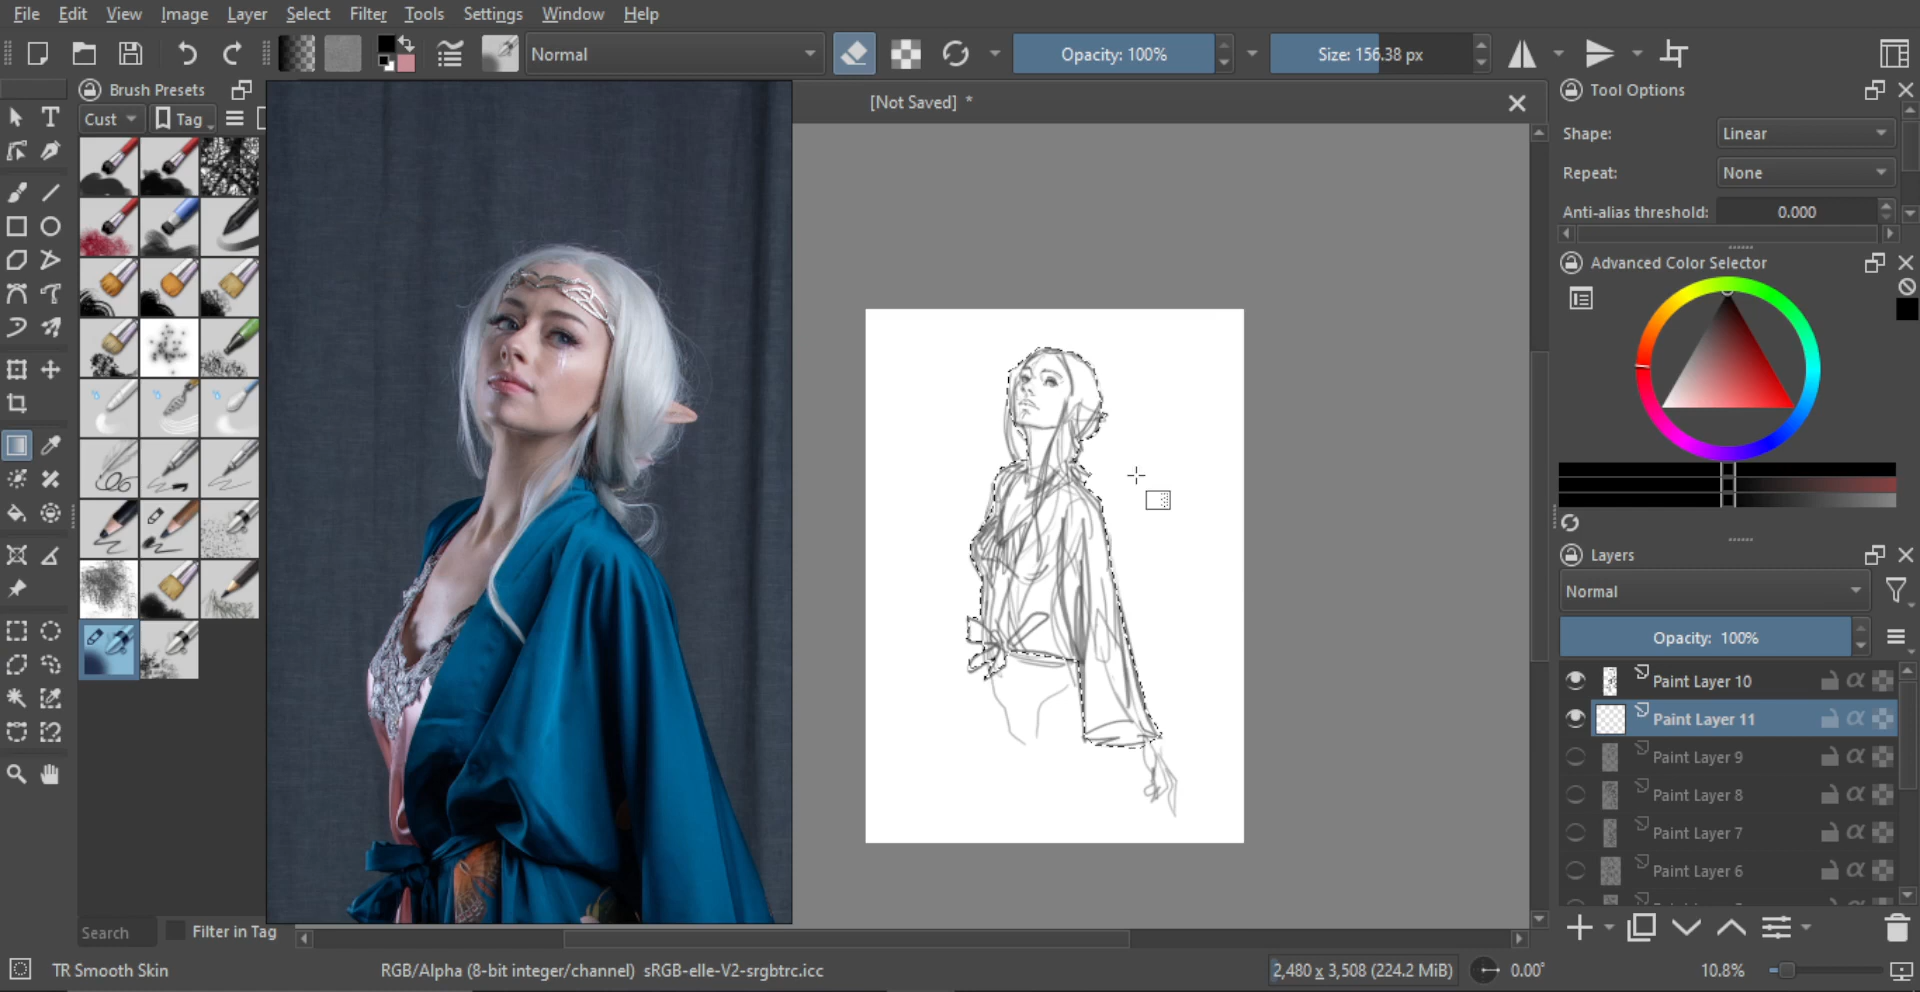 File Edit View Image Layer Select Filter Tools Settings Window Help
Normal Opacity: 100% Size: 156.38 px
Brush Presets
Cust Tag
[Not Saved] *
Tool Options
Shape: Linear
Repeat: None
Anti-alias threshold: 0.000
Advanced Color Selector
Layers
Normal
Opacity: 100%
Paint Layer 10
Paint Layer 11
Paint Layer 9
Paint Layer 8
Paint Layer 7
Paint Layer 6
Search Filter in Tag
TR Smooth Skin RGB/Alpha (8-bit integer/channel) sRGB-elle-V2-srgbtrc.icc 2,480 x 3,508 (224.2 MiB) 0.00° 10.8%